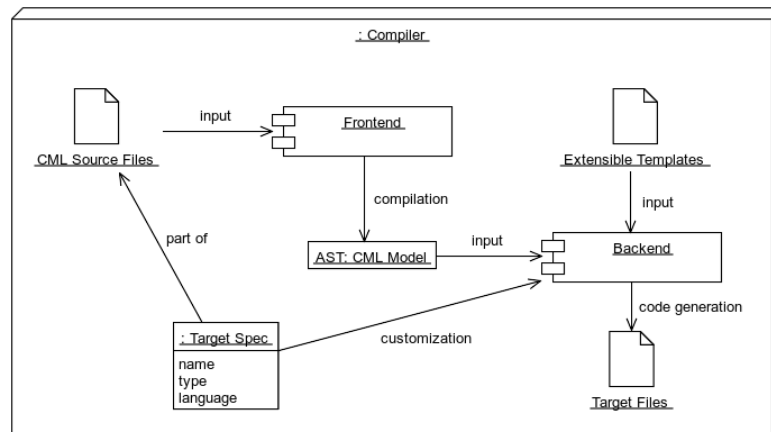 : Compiler
input
Frontend
CML Source Files
Extensible Templates
compilation
input
part of
input
Backend
AST: CML Model
code generation
: Target Spec
customization
name
type
language
Target Files